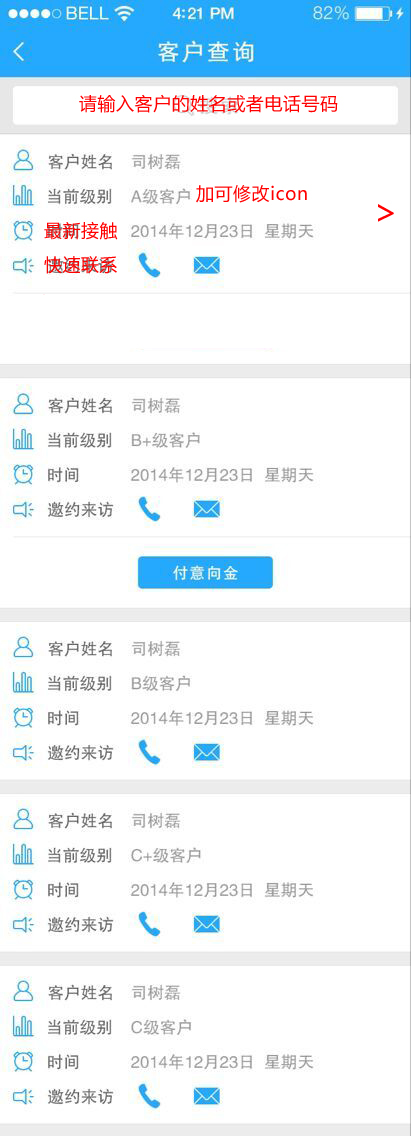 BELL 4:21 PM 82%
客户查询
请输入客户的姓名或者电话号码
客户姓名 司树磊
当前级别 A级客户 加可修改icon
>
最新接触 2014年12月23日 星期天
快速联系
客户姓名 司树磊
当前级别 B+级客户
时间 2014年12月23日 星期天
邀约来访
付意向金
客户姓名 司树磊
当前级别 B级客户
时间 2014年12月23日 星期天
邀约来访
客户姓名 司树磊
当前级别 C+级客户
时间 2014年12月23日 星期天
邀约来访
客户姓名 司树磊
当前级别 C级客户
时间 2014年12月23日 星期天
邀约来访